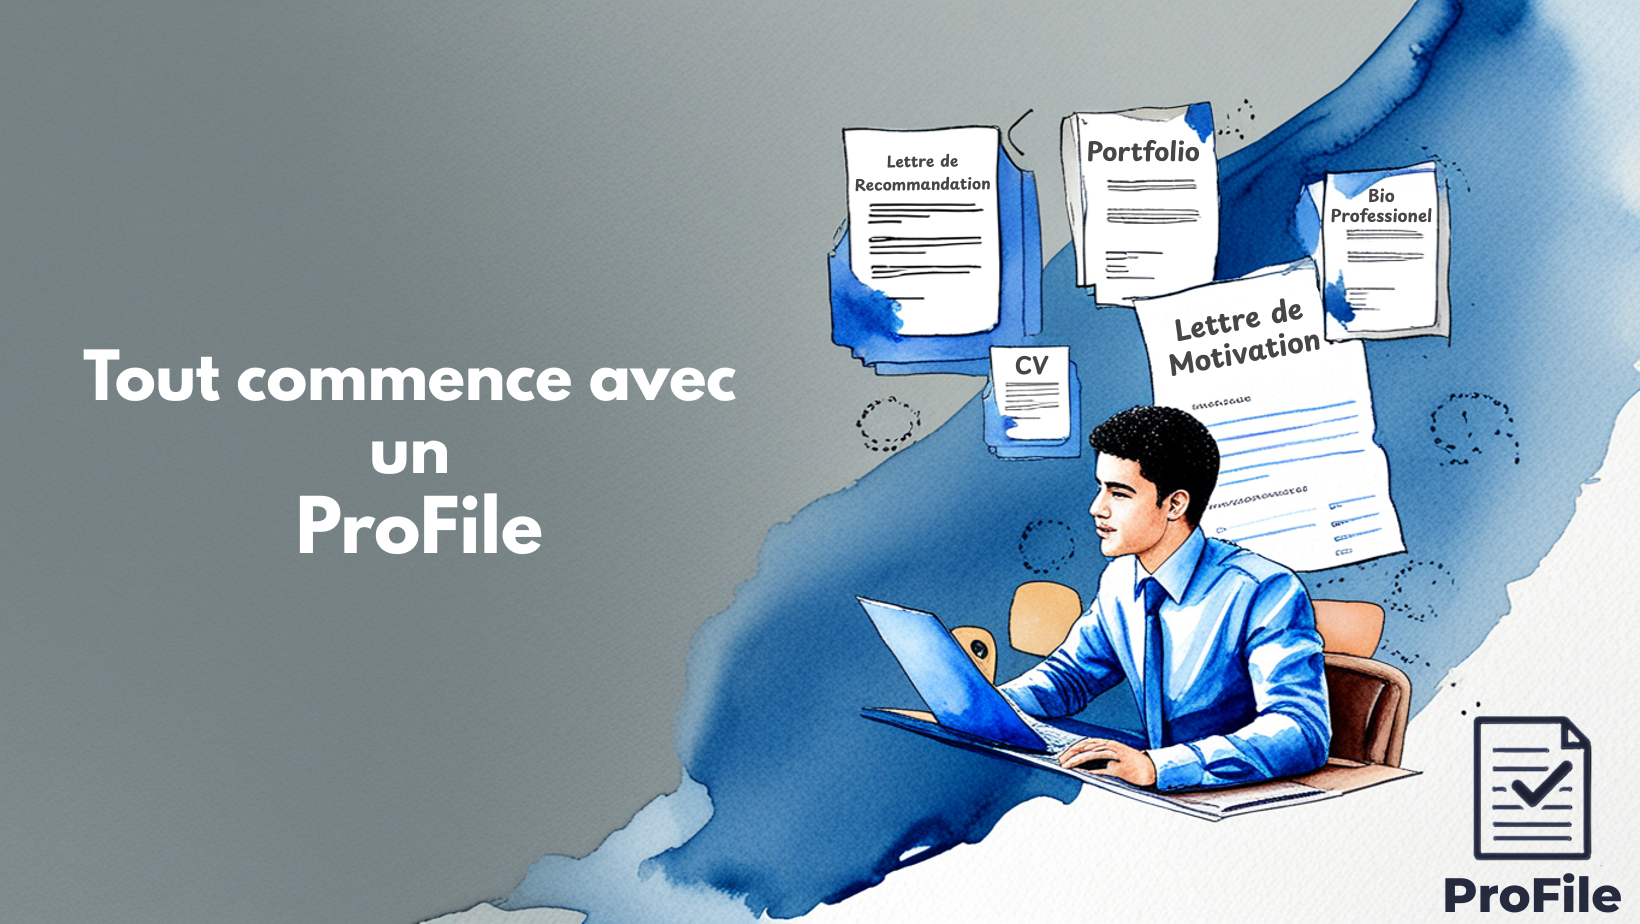 Tout commence avec
un
ProFile
Lettre de
Recommandation
Portfolio
Bio
Professionel
Lettre de
Motivation
CV
ProFile